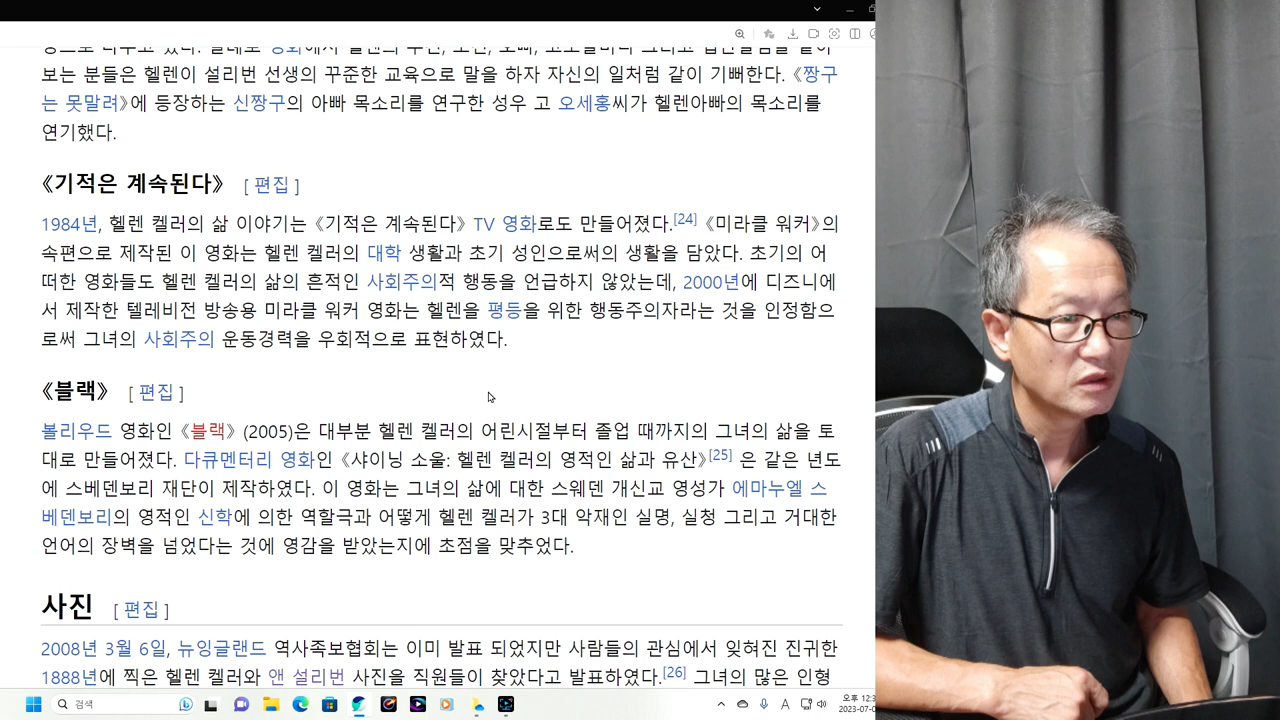 보는 분들은 헬렌이 설리번 선생의 꾸준한 교육으로 말을 하자 자신의 일처럼 같이 기뻐한다. 《짱구
는 못말려》에 등장하는 신짱구의 아빠 목소리를 연구한 성우 고 오세홍씨가 헬렌아빠의 목소리를
연기했다.
《기적은 계속된다》 [ 편집 ]
1984년, 헬렌 켈러의 삶 이야기는 《기적은 계속된다》 TV 영화로도 만들어졌다.[24] 《미라클 워커》의
속편으로 제작된 이 영화는 헬렌 켈러의 대학 생활과 초기 성인으로써의 생활을 담았다. 초기의 어
떠한 영화들도 헬렌 켈러의 삶의 흔적인 사회주의적 행동을 언급하지 않았는데, 2000년에 디즈니에
서 제작한 텔레비전 방송용 미라클 워커 영화는 헬렌을 평등을 위한 행동주의자라는 것을 인정함으
로써 그녀의 사회주의 운동경력을 우회적으로 표현하였다.
《블랙》 [ 편집 ]
볼리우드 영화인 《블랙》 (2005)은 대부분 헬렌 켈러의 어린시절부터 졸업 때까지의 그녀의 삶을 토
대로 만들어졌다. 다큐멘터리 영화인 《샤이닝 소울: 헬렌 켈러의 영적인 삶과 유산》[25] 은 같은 년도
에 스베덴보리 재단이 제작하였다. 이 영화는 그녀의 삶에 대한 스웨덴 개신교 영성가 에마누엘 스
베덴보리의 영적인 신학에 의한 역할극과 어떻게 헬렌 켈러가 3대 악재인 실명, 실청 그리고 거대한
언어의 장벽을 넘었다는 것에 영감을 받았는지에 초점을 맞추었다.
사진 [ 편집 ]
2008년 3월 6일, 뉴잉글랜드 역사족보협회는 이미 발표 되었지만 사람들의 관심에서 잊혀진 진귀한
1888년에 찍은 헬렌 켈러와 앤 설리번 사진을 직원들이 찾았다고 발표하였다.[26] 그녀의 많은 인형
검색
A
오후 12:3
2023-07-0